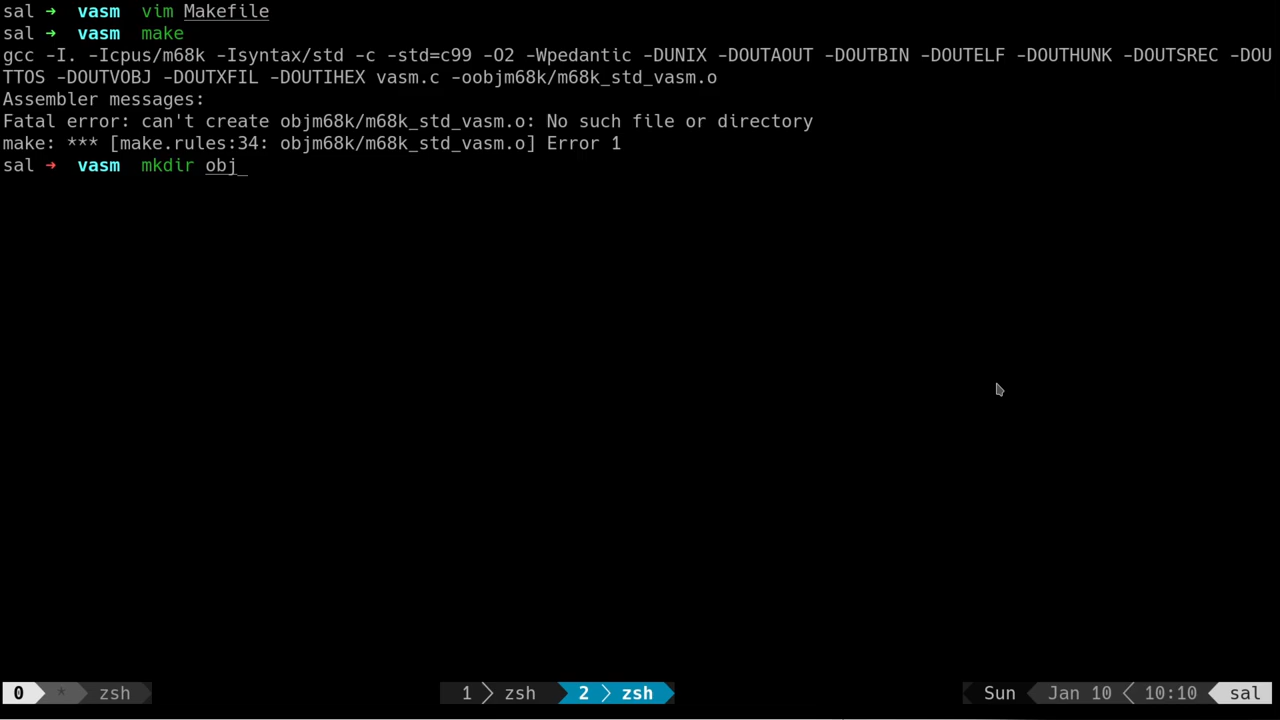 sal ➜  vasm  vim Makefile
sal ➜  vasm  make
gcc -I. -Icpus/m68k -Isyntax/std -c -std=c99 -O2 -Wpedantic -DUNIX -DOUTAOUT -DOUTBIN -DOUTELF -DOUTHUNK -DOUTSREC -DOU
TTOS -DOUTVOBJ -DOUTXFIL -DOUTIHEX vasm.c -oobjm68k/m68k_std_vasm.o
Assembler messages:
Fatal error: can't create objm68k/m68k_std_vasm.o: No such file or directory
make: *** [make.rules:34: objm68k/m68k_std_vasm.o] Error 1
sal ➜  vasm  mkdir obj_
0 * zsh 1 zsh 2 zsh Sun Jan 10 10:10 sal